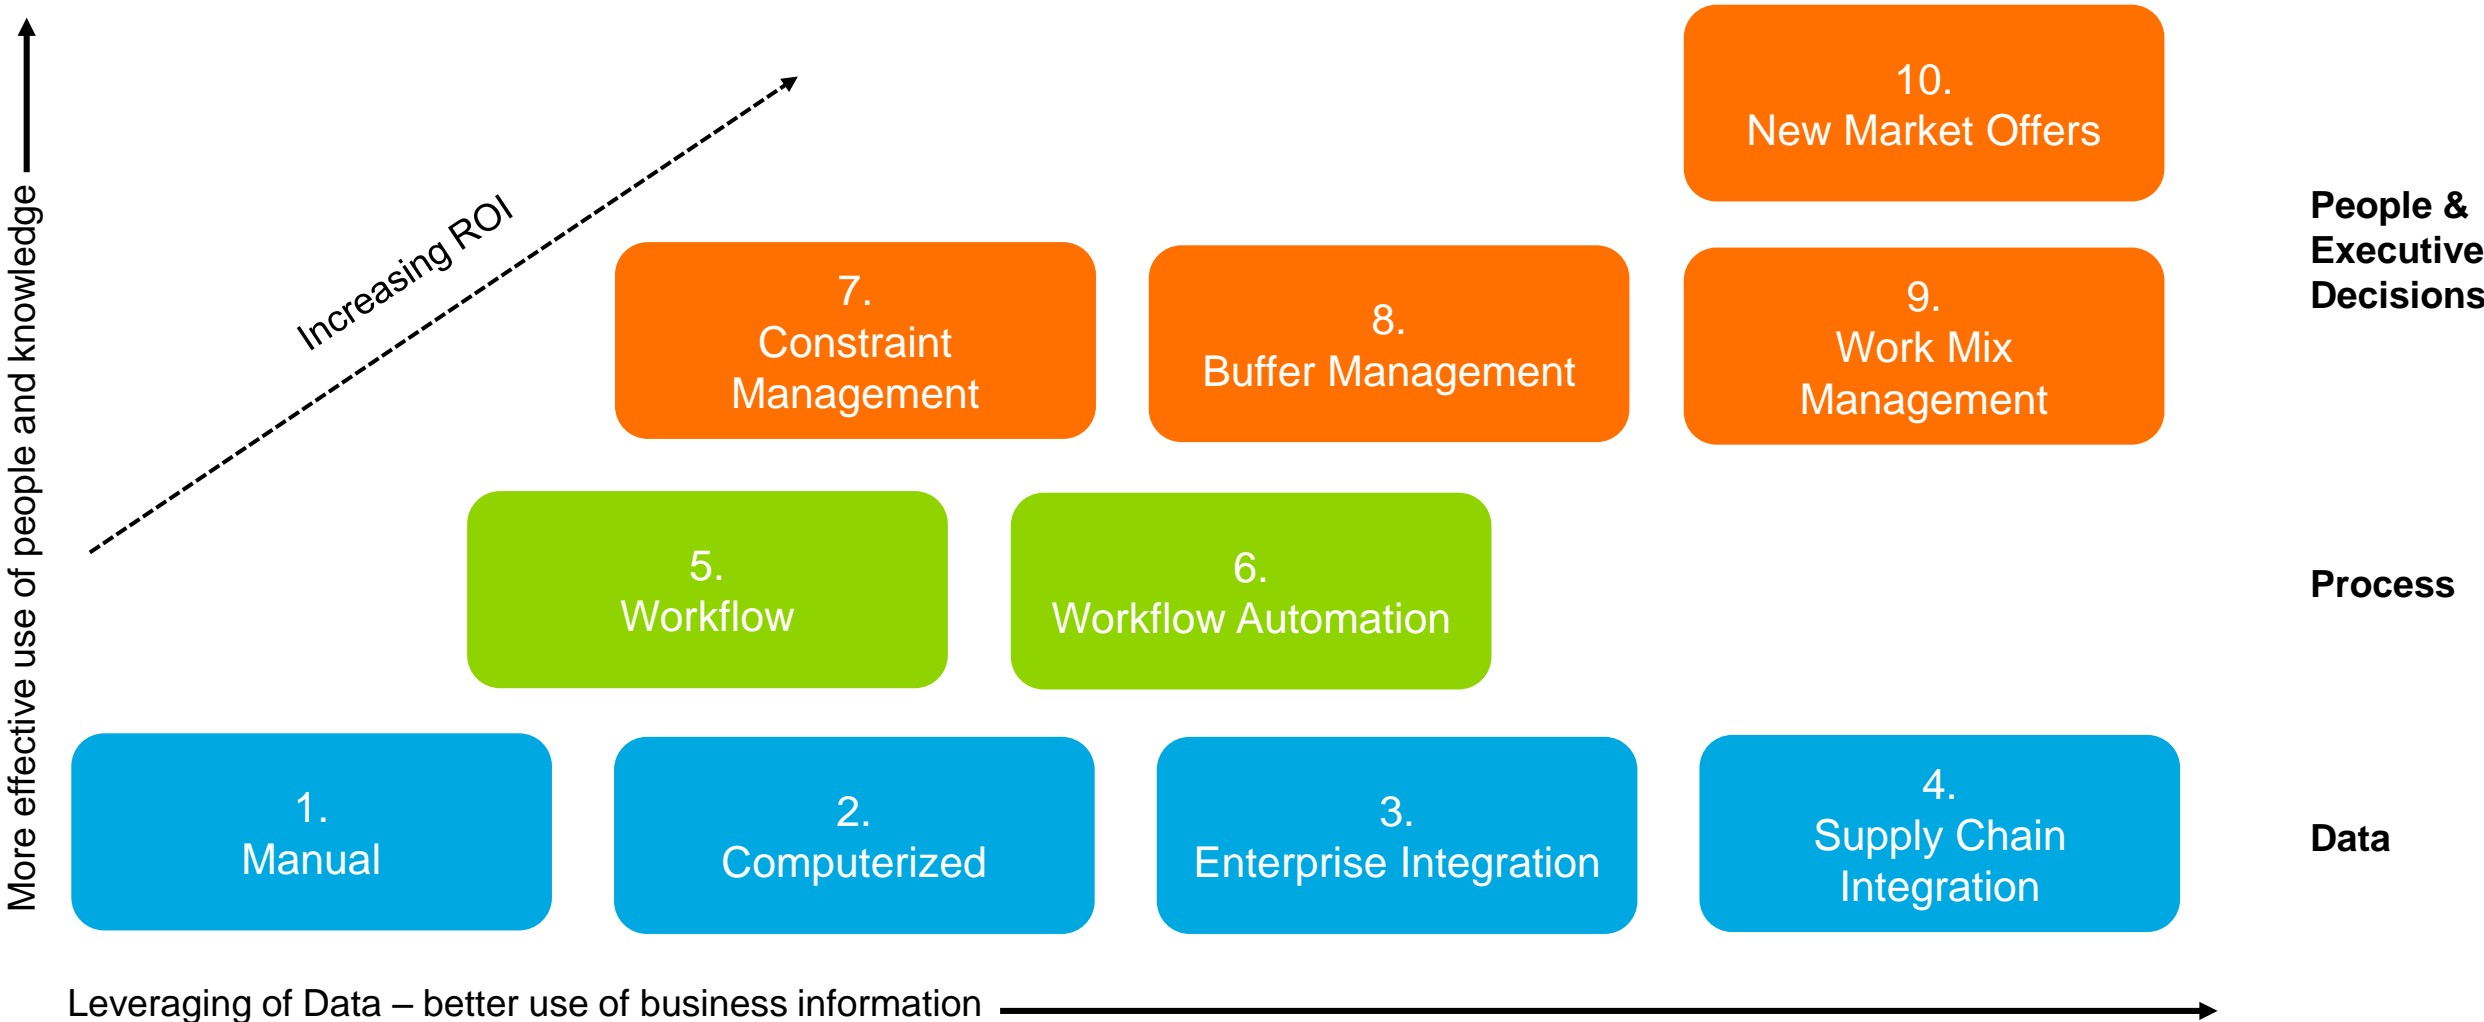 10.
New Market Offers
People &
Executive
Decisions
Increasing ROI
7.
Constraint
Management
8.
Buffer Management
9.
Work Mix
Management
More effective use of people and knowledge
5.
Workflow
6.
Workflow Automation
Process
1.
Manual
2.
Computerized
3.
Enterprise Integration
4.
Supply Chain
Integration
Data
Leveraging of Data – better use of business information